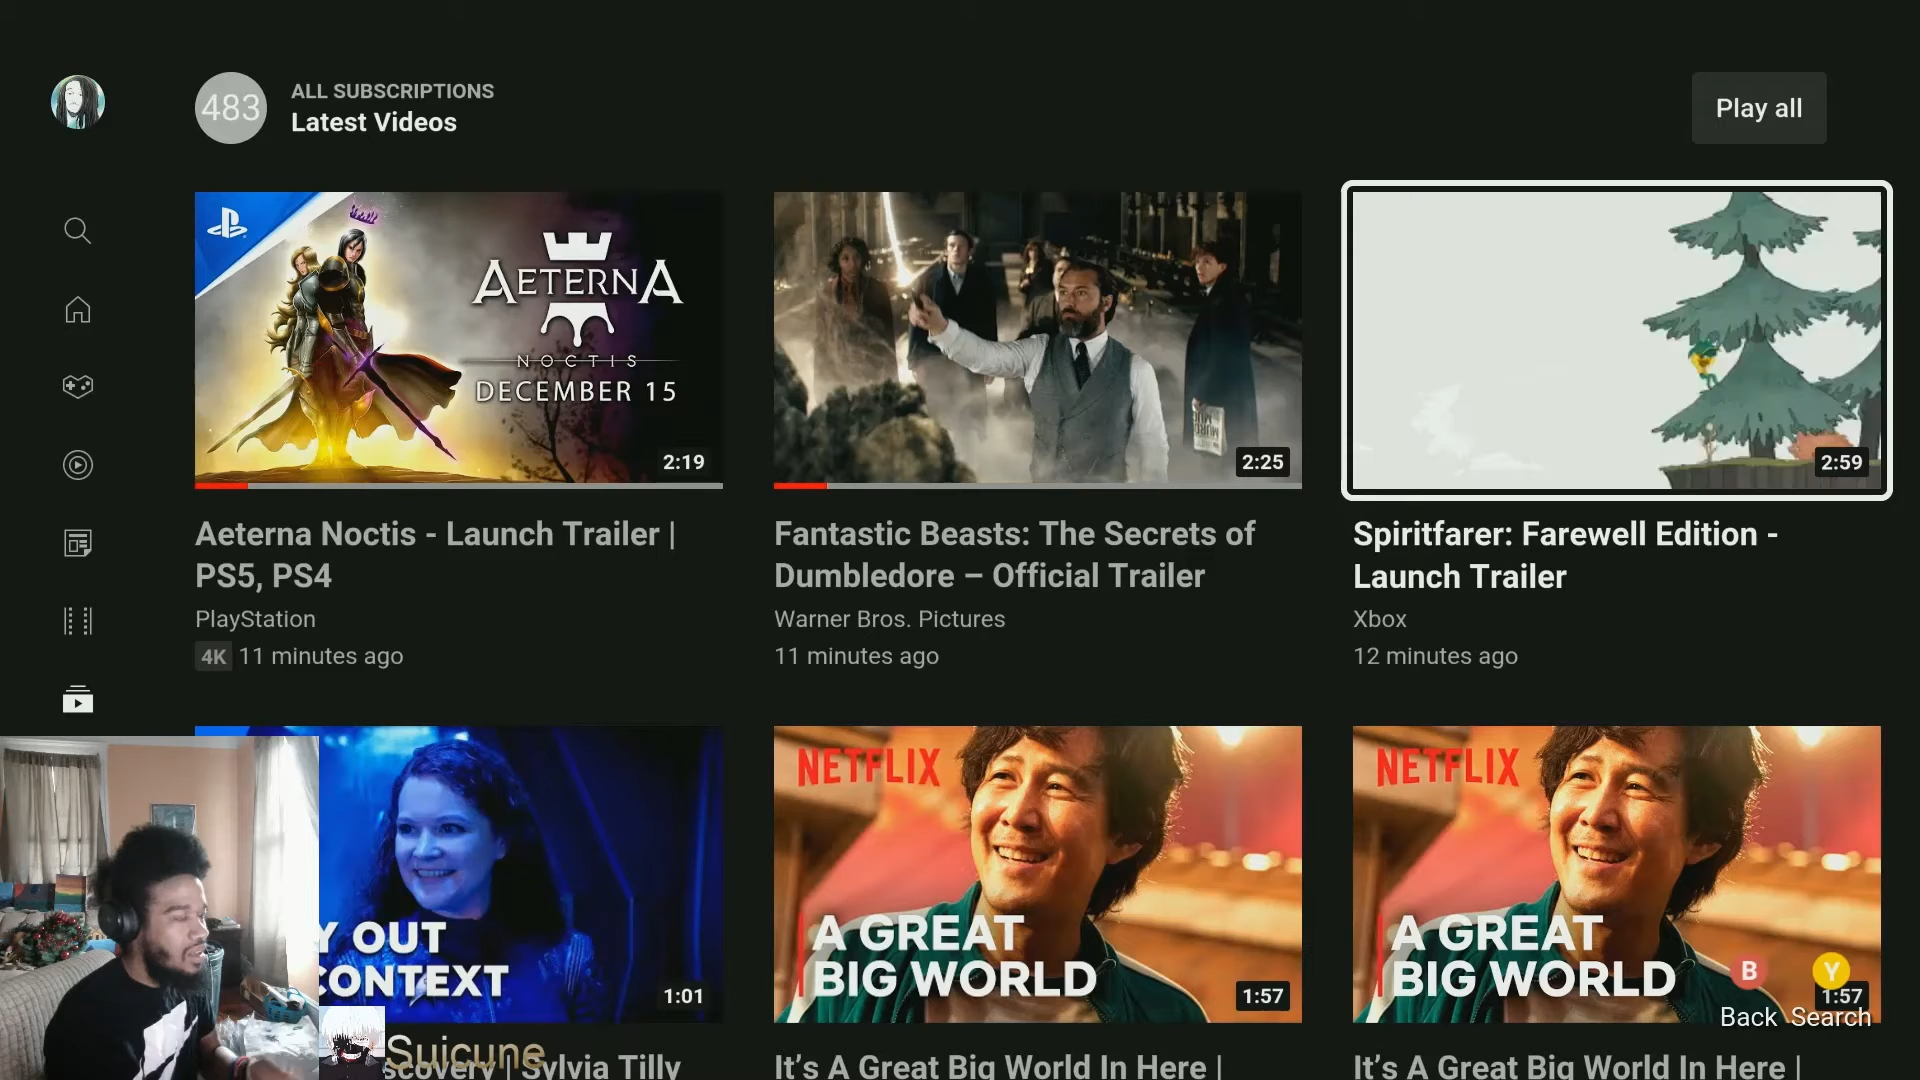 483
ALL SUBSCRIPTIONS
Latest Videos
Play all
AETERNA
NOCTIS
DECEMBER 15
2:19
2:25
2:59
Aeterna Noctis - Launch Trailer |
PS5, PS4
PlayStation
4K 11 minutes ago
Fantastic Beasts: The Secrets of
Dumbledore – Official Trailer
Warner Bros. Pictures
11 minutes ago
Spiritfarer: Farewell Edition -
Launch Trailer
Xbox
12 minutes ago
Y OUT
CONTEXT
1:01
NETFLIX
A GREAT
BIG WORLD
1:57
NETFLIX
A GREAT
BIG WORLD
1:57
B
Y
Back Search
Suicune
scovery | Sylvia Tilly
It’s A Great Big World In Here |
It’s A Great Big World In Here |